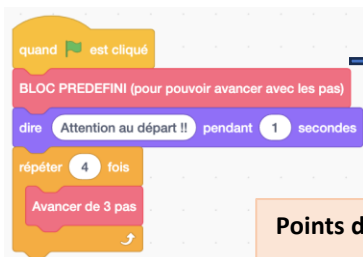 quand est cliqué
BLOC PREDEFINI (pour pouvoir avancer avec les pas)
dire Attention au départ !! pendant 1 secondes
répéter 4 fois
Avancer de 3 pas
Points d